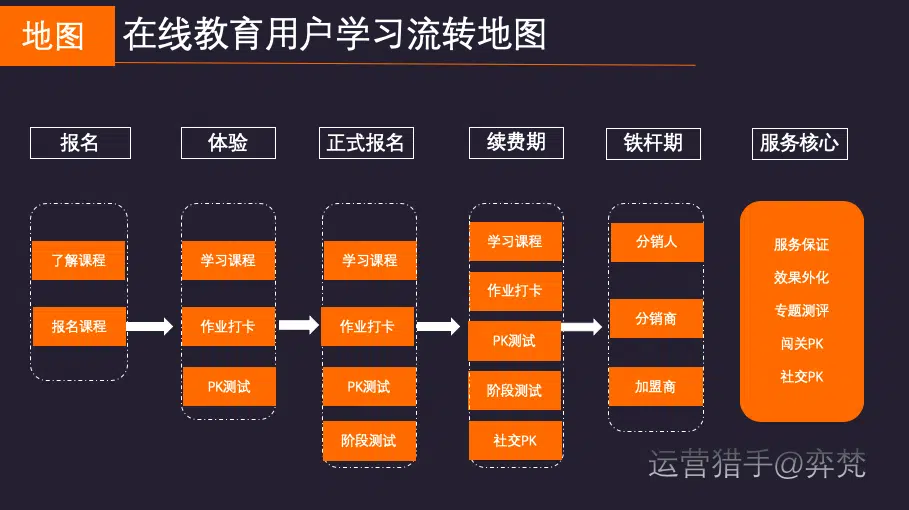 地图
在线教育用户学习流转地图
报名
体验
正式报名
续费期
铁杆期
服务核心
了解课程
报名课程
学习课程
作业打卡
PK测试
学习课程
作业打卡
PK测试
阶段测试
学习课程
作业打卡
PK测试
阶段测试
社交PK
分销人
分销商
加盟商
服务保证
效果外化
专题测评
闯关PK
社交PK
运营猎手@弈梵